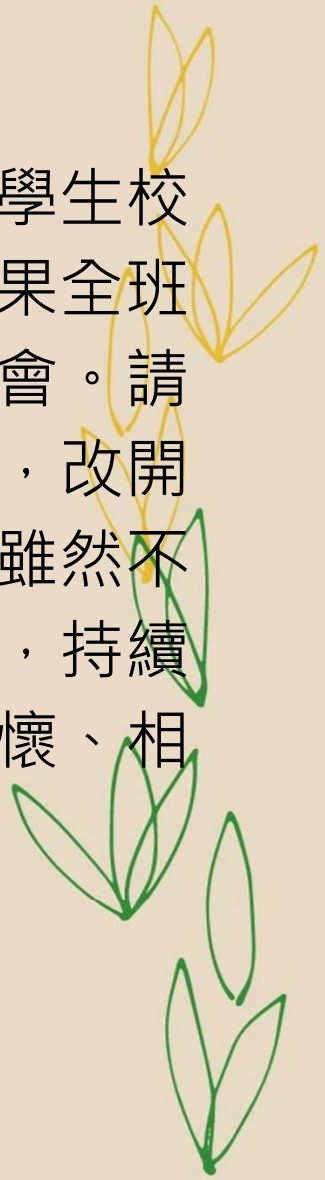 學生校
果全班
會。請
，改開
雖然不
，持續
懷、相